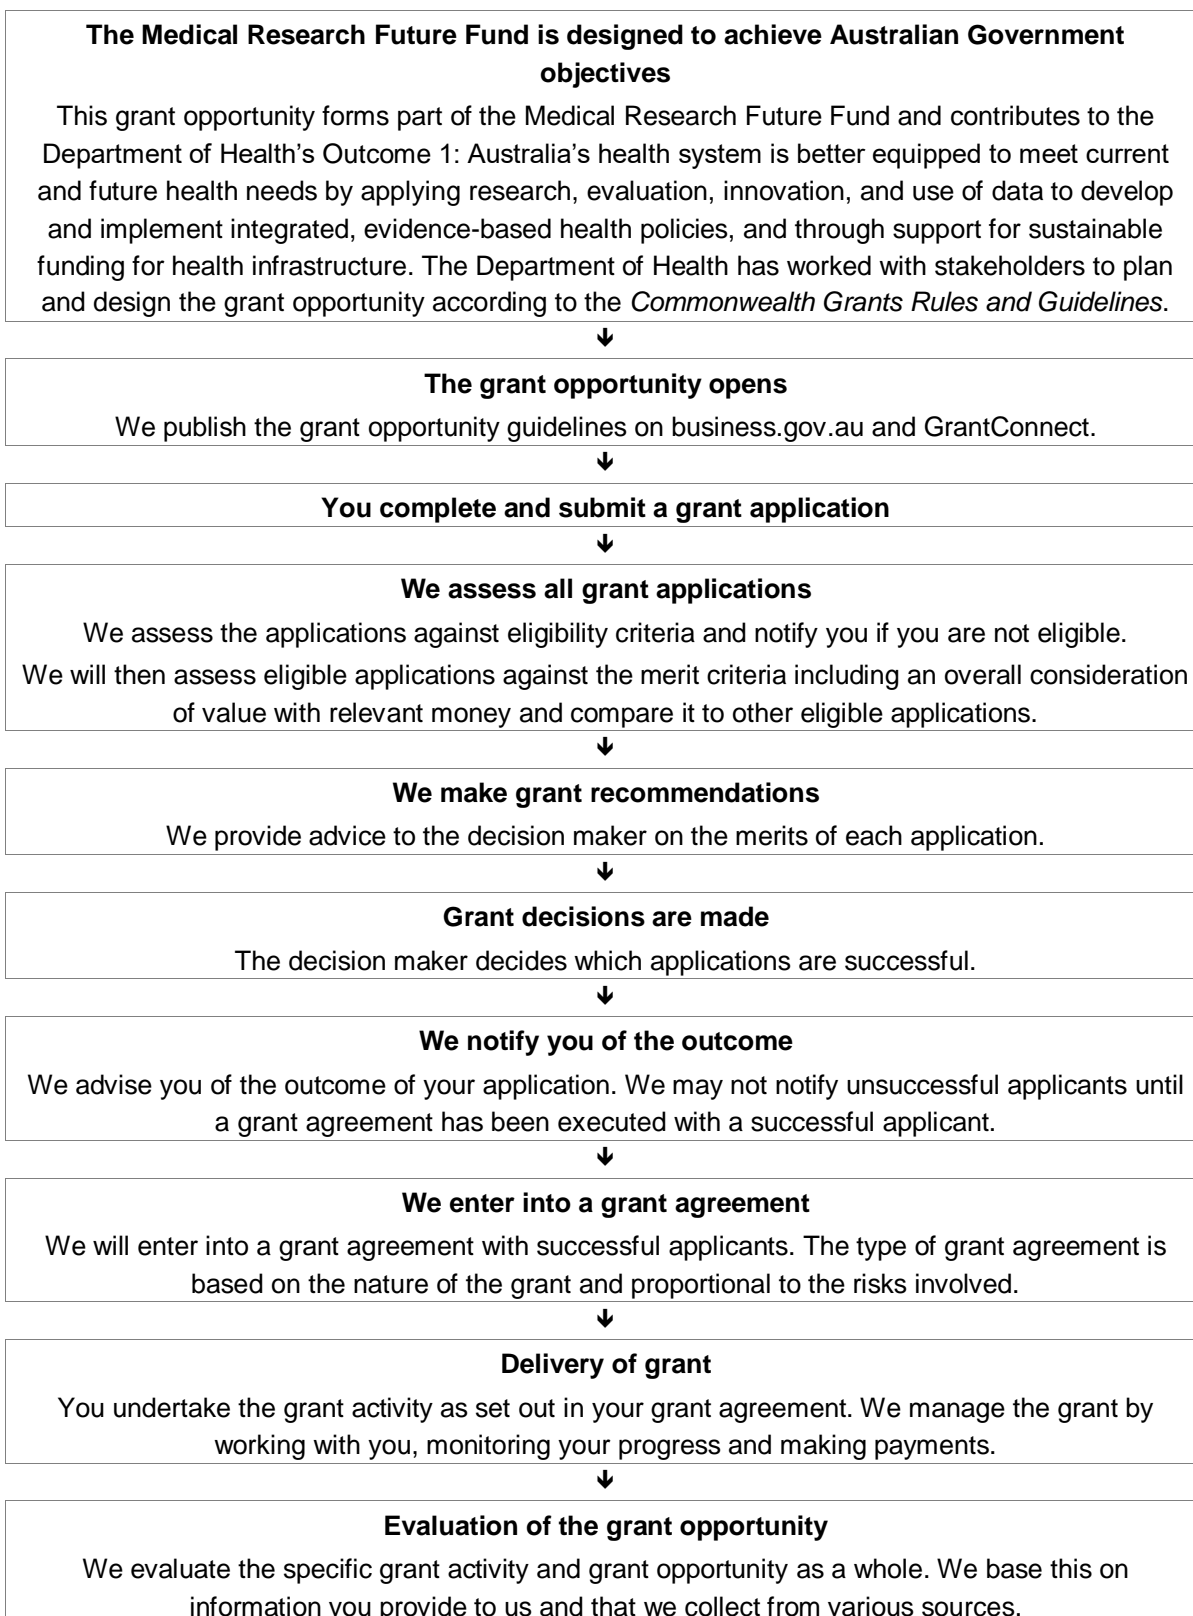 The Medical Research Future Fund is designed to achieve Australian Government
objectives
This grant opportunity forms part of the Medical Research Future Fund and contributes to the
Department of Health’s Outcome 1: Australia’s health system is better equipped to meet current
and future health needs by applying research, evaluation, innovation, and use of data to develop
and implement integrated, evidence-based health policies, and through support for sustainable
funding for health infrastructure. The Department of Health has worked with stakeholders to plan
and design the grant opportunity according to the Commonwealth Grants Rules and Guidelines.
The grant opportunity opens
We publish the grant opportunity guidelines on business.gov.au and GrantConnect.
You complete and submit a grant application
We assess all grant applications
We assess the applications against eligibility criteria and notify you if you are not eligible.
We will then assess eligible applications against the merit criteria including an overall consideration
of value with relevant money and compare it to other eligible applications.
We make grant recommendations
We provide advice to the decision maker on the merits of each application.
Grant decisions are made
The decision maker decides which applications are successful.
We notify you of the outcome
We advise you of the outcome of your application. We may not notify unsuccessful applicants until
a grant agreement has been executed with a successful applicant.
We enter into a grant agreement
We will enter into a grant agreement with successful applicants. The type of grant agreement is
based on the nature of the grant and proportional to the risks involved.
Delivery of grant
You undertake the grant activity as set out in your grant agreement. We manage the grant by
working with you, monitoring your progress and making payments.
Evaluation of the grant opportunity
We evaluate the specific grant activity and grant opportunity as a whole. We base this on
information you provide to us and that we collect from various sources.